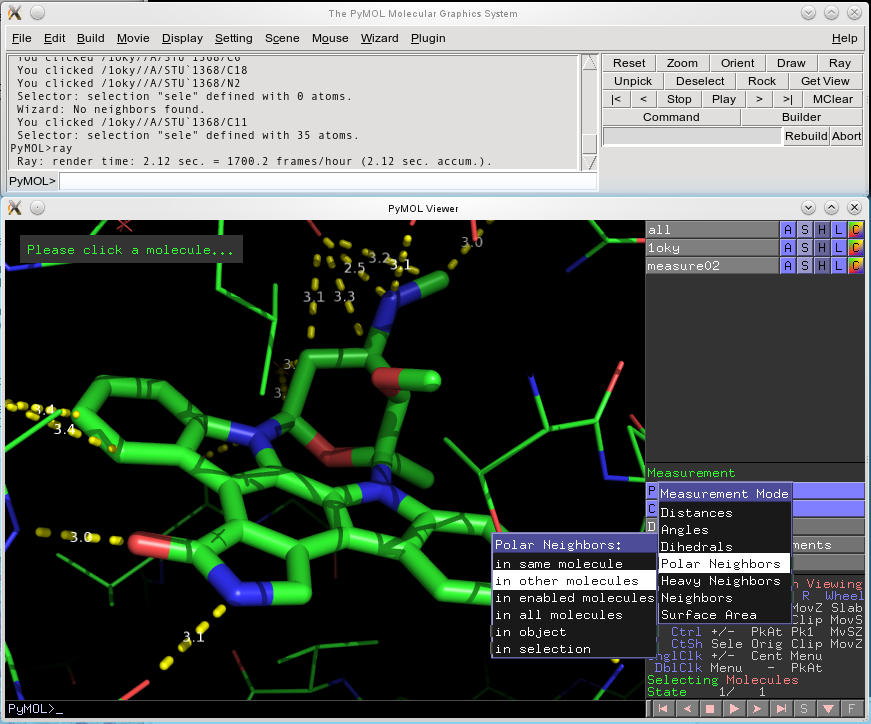 The PyMOL Molecular Graphics System
File Edit Build Movie Display Setting Scene Mouse Wizard Plugin Help
You clicked /1oky//A/STU`1368/C6
You clicked /1oky//A/STU`1368/C18
You clicked /1oky//A/STU`1368/N2
Selector: selection "sele" defined with 0 atoms.
Wizard: No neighbors found.
You clicked /1oky//A/STU`1368/C11
Selector: selection "sele" defined with 35 atoms.
PyMOL>ray
Ray: render time: 2.12 sec. = 1700.2 frames/hour (2.12 sec. accum.).
PyMOL>
Reset Zoom Orient Draw Ray
Unpick Deselect Rock Get View
|< < Stop Play > >| MClear
Command Builder
Rebuild Abort
PyMOL Viewer
Please click a molecule...
3.0
3.2
2.5
3.1
3.1 3.3
3.
3.
3.4
3.4
3.0
3.1
all A S H L C
1oky A S H L C
measure02 A S H L C
Measurement
P
C
D
ments
Measurement Mode
Distances
Angles
Dihedrals
Polar Neighbors
Heavy Neighbors
Neighbors
Surface Area
Polar Neighbors:
in same molecule
in other molecules
in enabled molecules
in all molecules
in object
in selection
Viewing
R Wheel
MovZ Slab
Clip MovS
Ctrl +/- PkAt Pk1 MvSZ
CtSh Sele Orig Clip MovZ
SnglClk +/- Cent Menu
DblClk Menu - PkAt
Selecting Molecules
State 1/ 1
PyMOL>_
S F